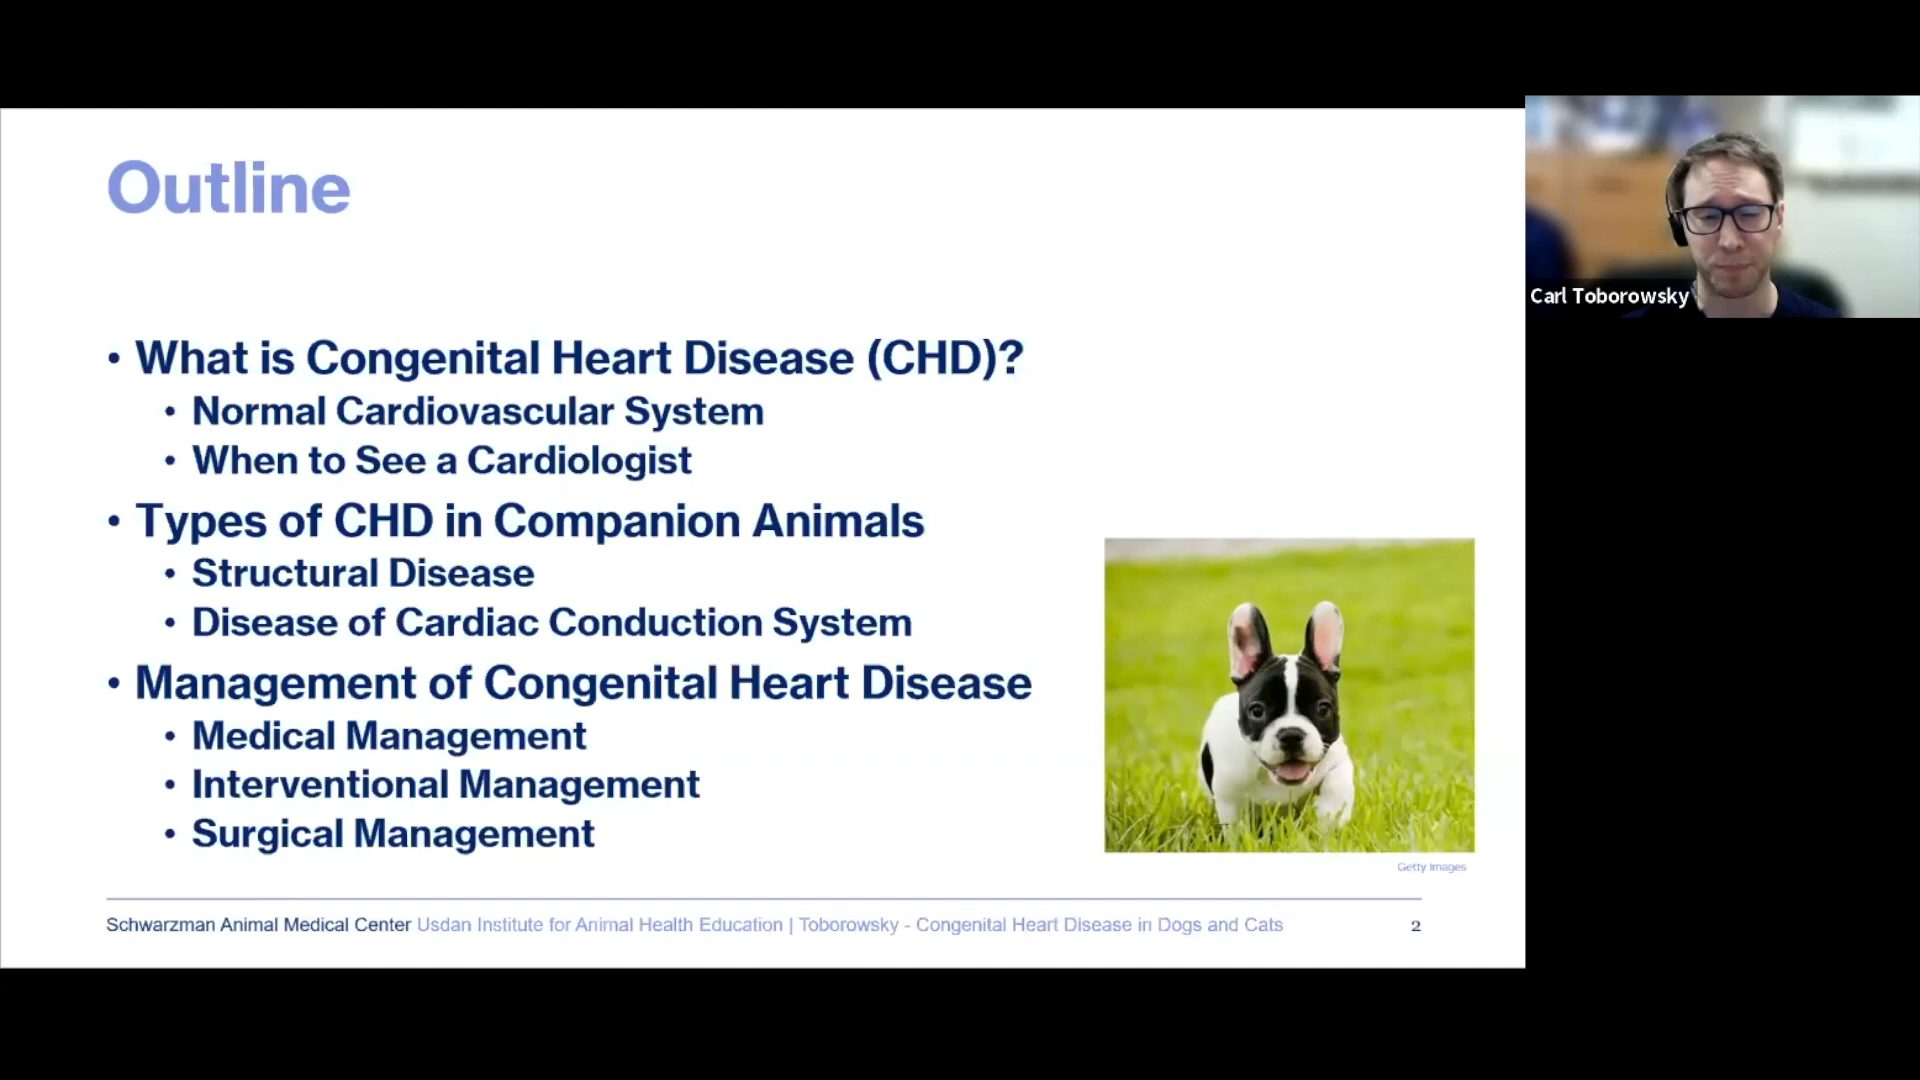 Outline
• What is Congenital Heart Disease (CHD)?
• Normal Cardiovascular System
• When to See a Cardiologist
• Types of CHD in Companion Animals
• Structural Disease
• Disease of Cardiac Conduction System
• Management of Congenital Heart Disease
• Medical Management
• Interventional Management
• Surgical Management
Getty Images
Schwarzman Animal Medical Center Usdan Institute for Animal Health Education | Toborowsky - Congenital Heart Disease in Dogs and Cats 2
Carl Toborowsky